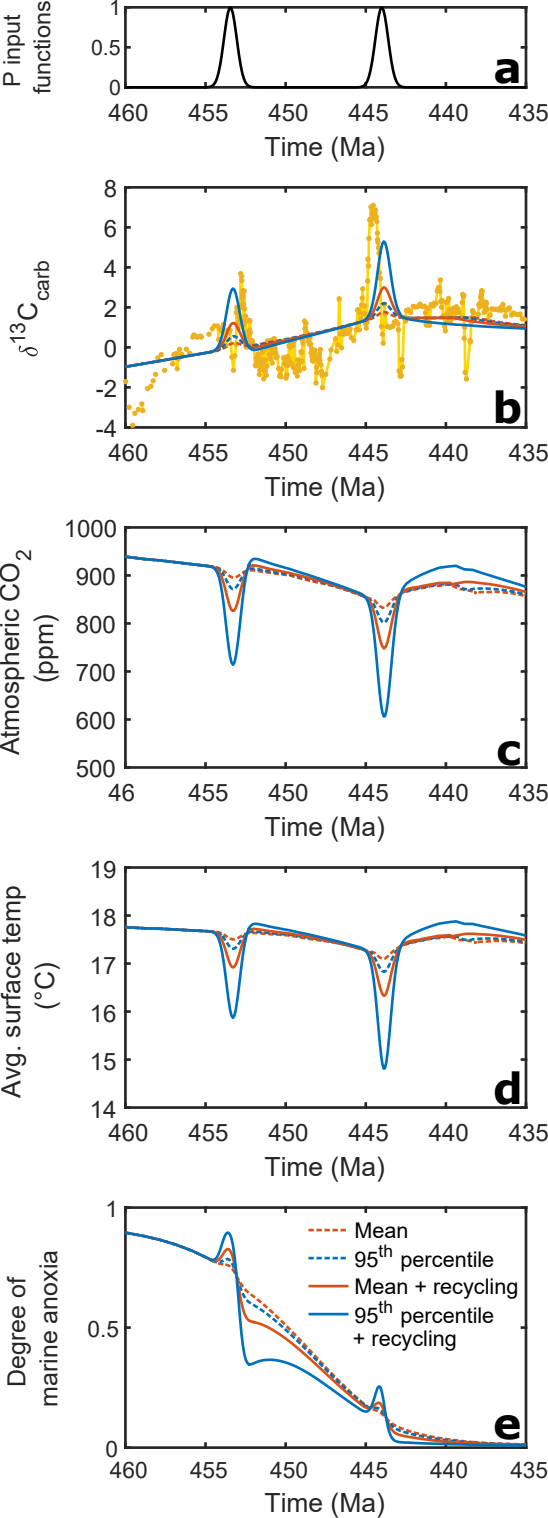 P input
functions
1
0.5
0
a
460
455
450
445
440
435
Time (Ma)
δ¹³C_carb
8
6
4
2
0
-2
-4
b
460
455
450
445
440
435
Time (Ma)
Atmospheric CO₂
(ppm)
1000
900
800
700
600
500
c
46
455
450
445
440
435
Time (Ma)
Avg. surface temp
(°C)
19
18
17
16
15
14
d
460
455
450
445
440
435
Time (Ma)
Degree of
marine anoxia
1
0.5
0
Mean
95th percentile
Mean + recycling
95th percentile
+ recycling
e
460
455
450
445
440
435
Time (Ma)